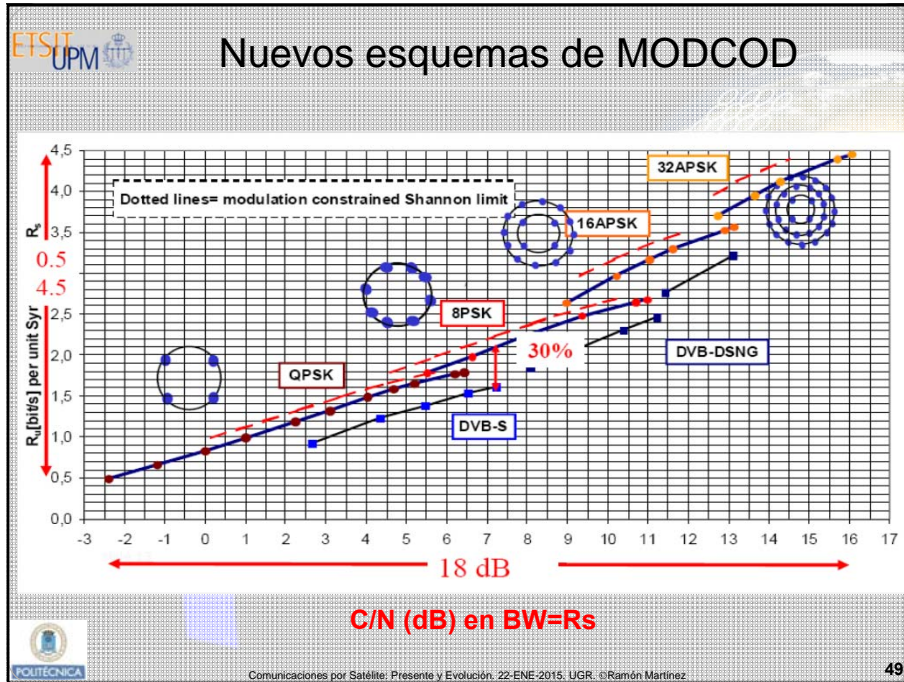 ETSIT
UPM
Nuevos esquemas de MODCOD
4,5
4,0
3,5
2,5
2,0
1,5
1,0
0,5
0,0
Ru[bit/s] per unit Syr
Rs
0.5
4.5
Dotted lines= modulation constrained Shannon limit
32APSK
16APSK
8PSK
QPSK
30%
DVB-DSNG
DVB-S
-3 -2 -1 0 1 2 3 4 5 6 7 8 9 10 11 12 13 14 15 16 17
18 dB
C/N (dB) en BW=Rs
POLITÉCNICA
Comunicaciones por Satélite: Presente y Evolución. 22-ENE-2015. UGR. ©Ramón Martínez
49